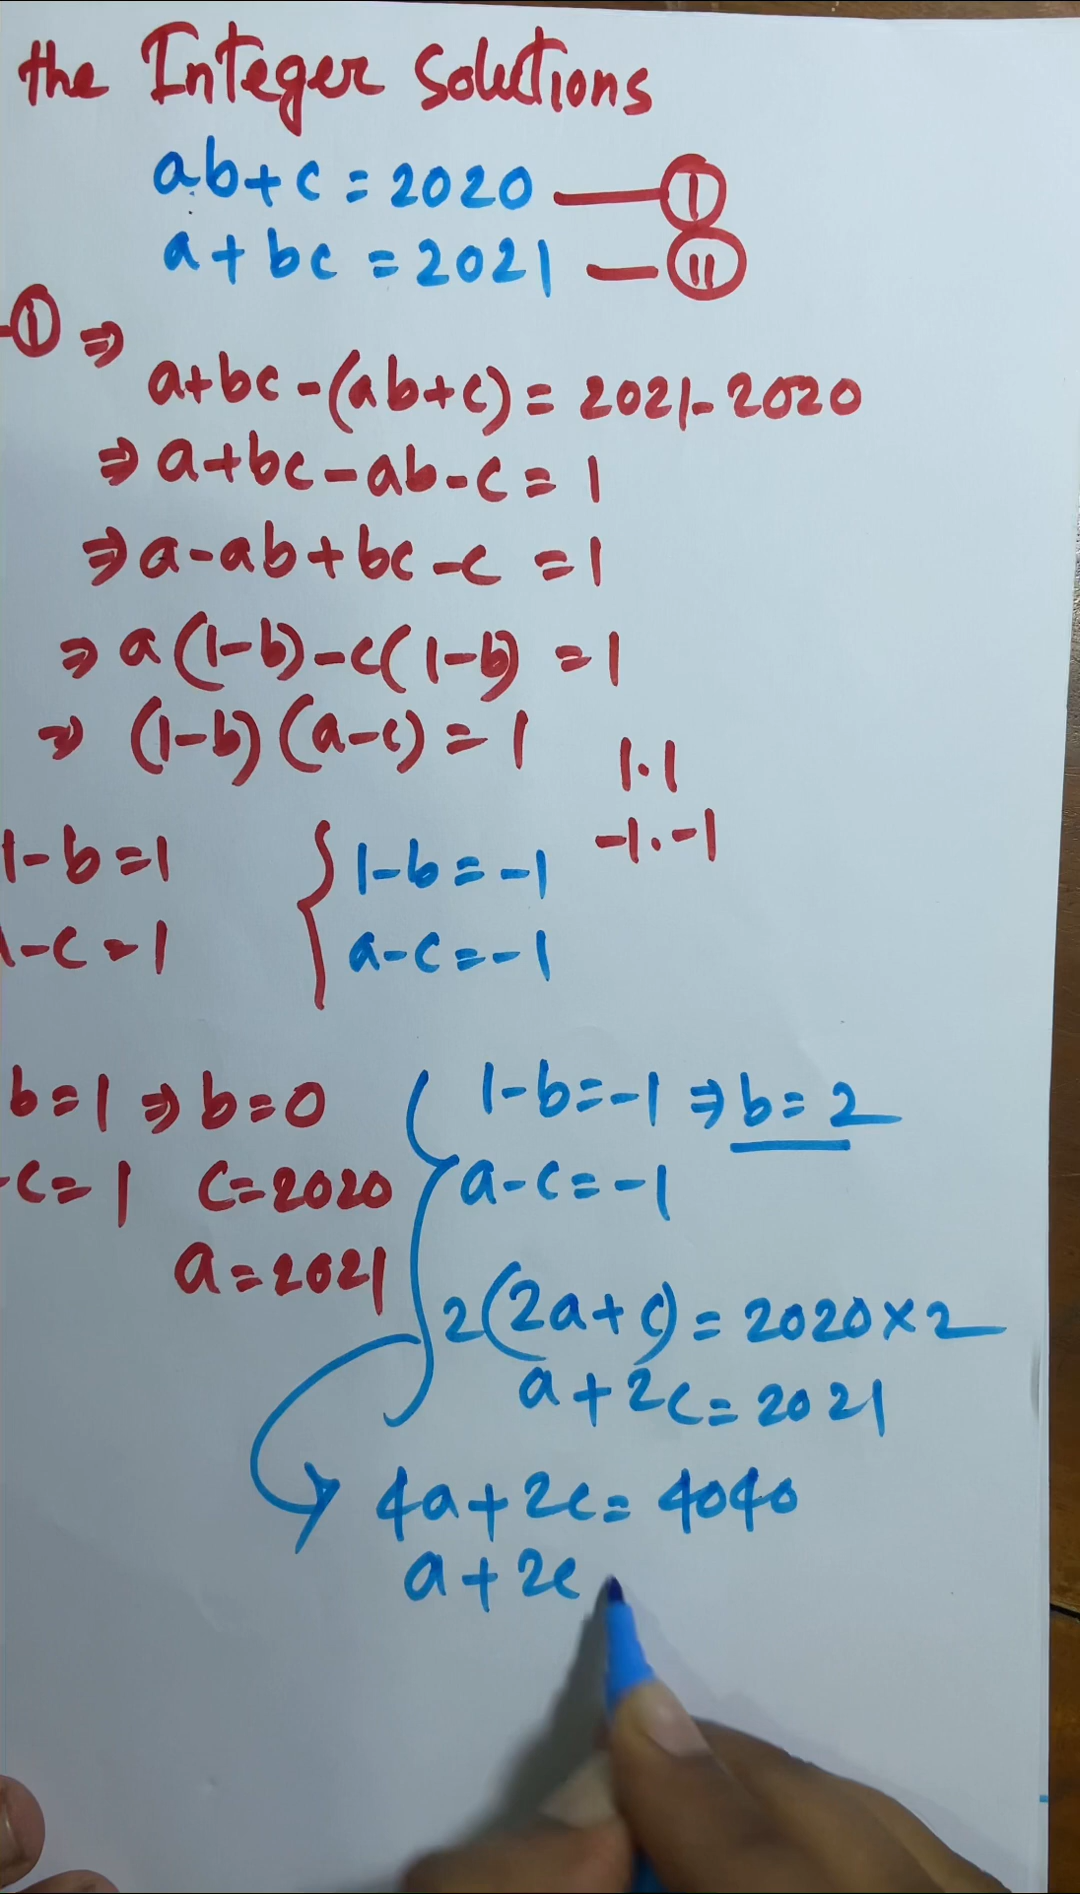 the Integer Solutions
ab+c=2020 — I
a+bc=2021 — II
-I ⇒
a+bc-(ab+c)=2021-2020
⇒ a+bc-ab-c=1
⇒ a-ab+bc-c=1
⇒ a(1-b)-c(1-b)=1
⇒ (1-b)(a-c)=1
1.1
-1.-1
1-b=1
-c=1
1-b=-1
a-c=-1
b=1 ⇒ b=0
-c=1 c=2020
a=2021
1-b=-1 ⇒ b=2
a-c=-1
2(2a+c)=2020×2
a+2c=2021
4a+2c=4040
a+2c